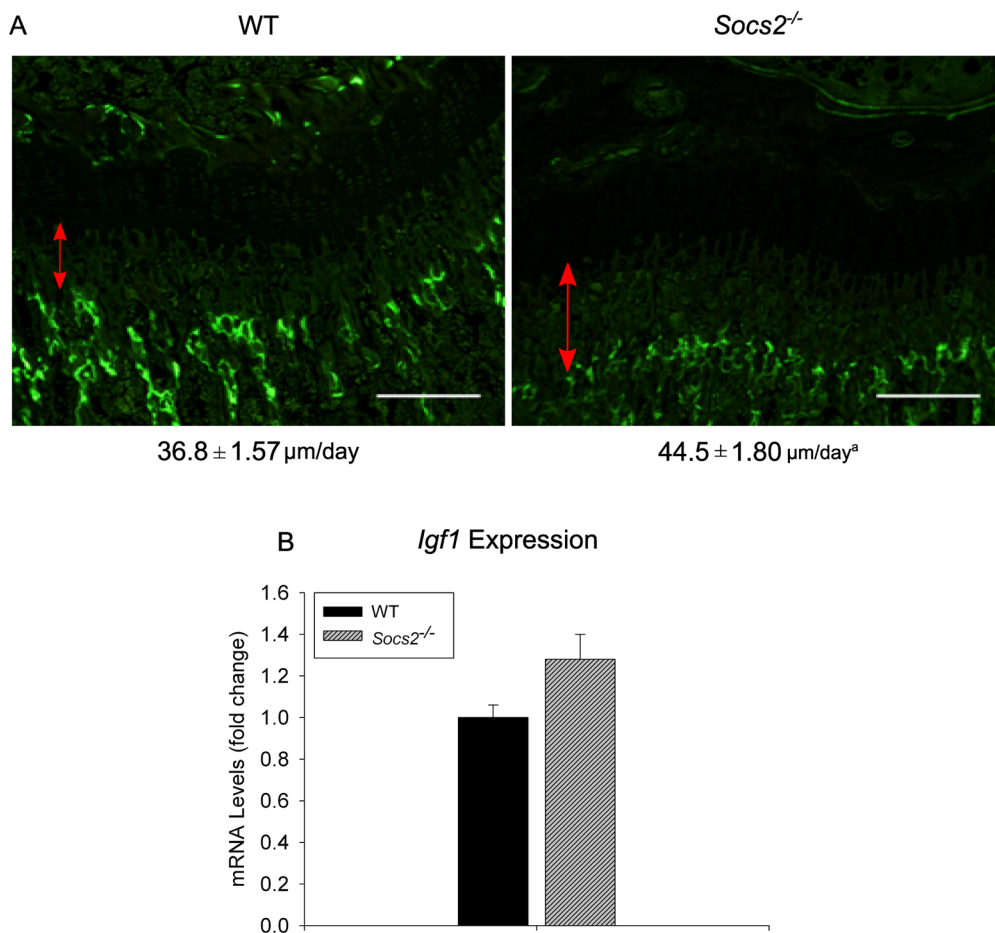 A
WT
Socs2-/-
36.8 ± 1.57 µm/day
44.5 ± 1.80 µm/dayᵃ
B
Igf1 Expression
mRNA Levels (fold change)
1.6
1.4
1.2
1.0
0.8
0.6
0.4
0.2
0.0
WT
Socs2-/-